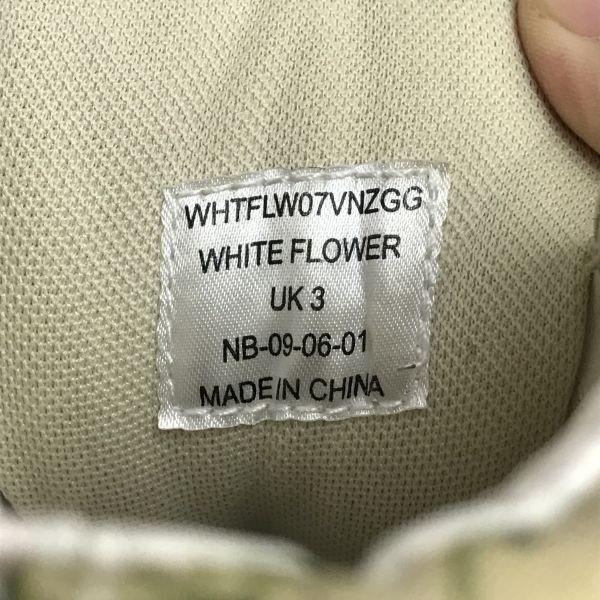 WHTFLW07VNZGG
WHITE FLOWER
UK 3
NB-09-06-01
MADE IN CHINA